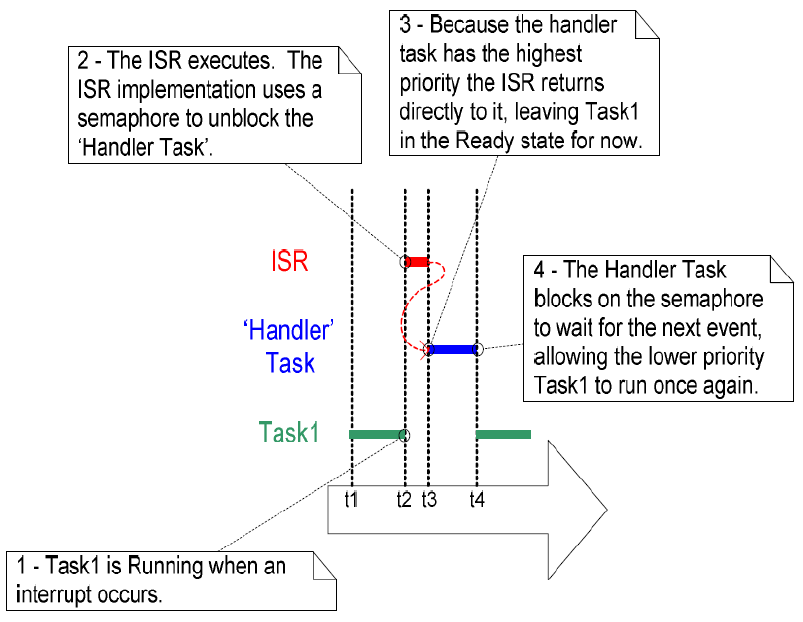 2 - The ISR executes.  The
ISR implementation uses a
semaphore to unblock the
‘Handler Task’.
3 - Because the handler
task has the highest
priority the ISR returns
directly to it, leaving Task1
in the Ready state for now.
ISR
‘Handler’
Task
Task1
4 - The Handler Task
blocks on the semaphore
to wait for the next event,
allowing the lower priority
Task1 to run once again.
t1 t2 t3 t4
1 - Task1 is Running when an
interrupt occurs.